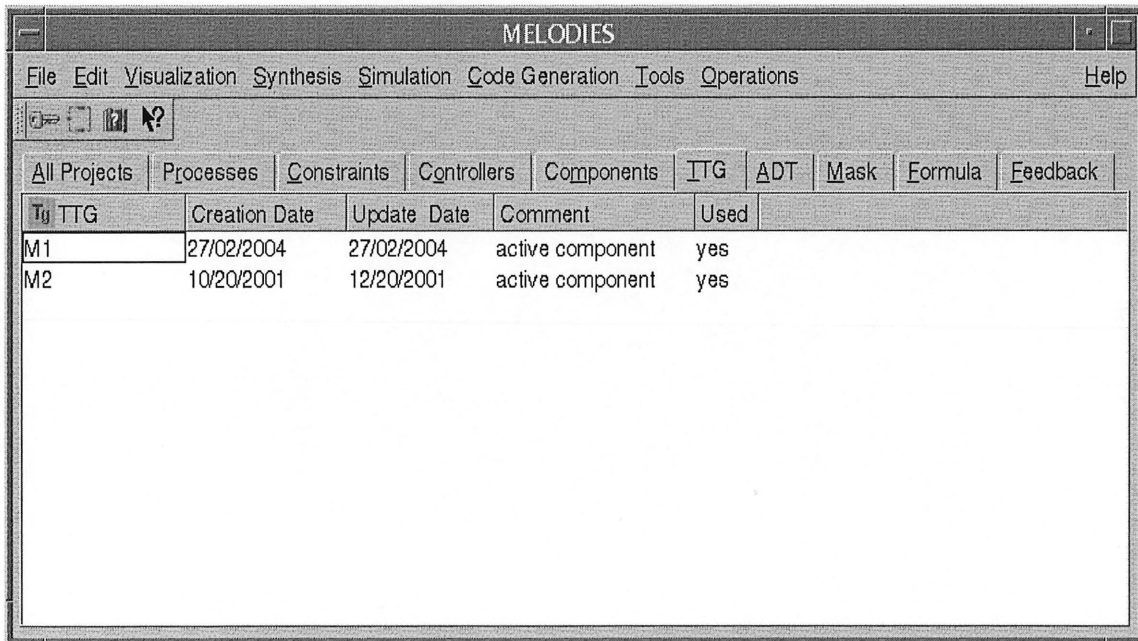 MELODIES
File Edit Visualization Synthesis Simulation Code Generation Tools Operations Help
All Projects Processes Constraints Controllers Components TTG ADT Mask Formula Feedback
Tg TTG Creation Date Update Date Comment Used
M1 27/02/2004 27/02/2004 active component yes
M2 10/20/2001 12/20/2001 active component yes